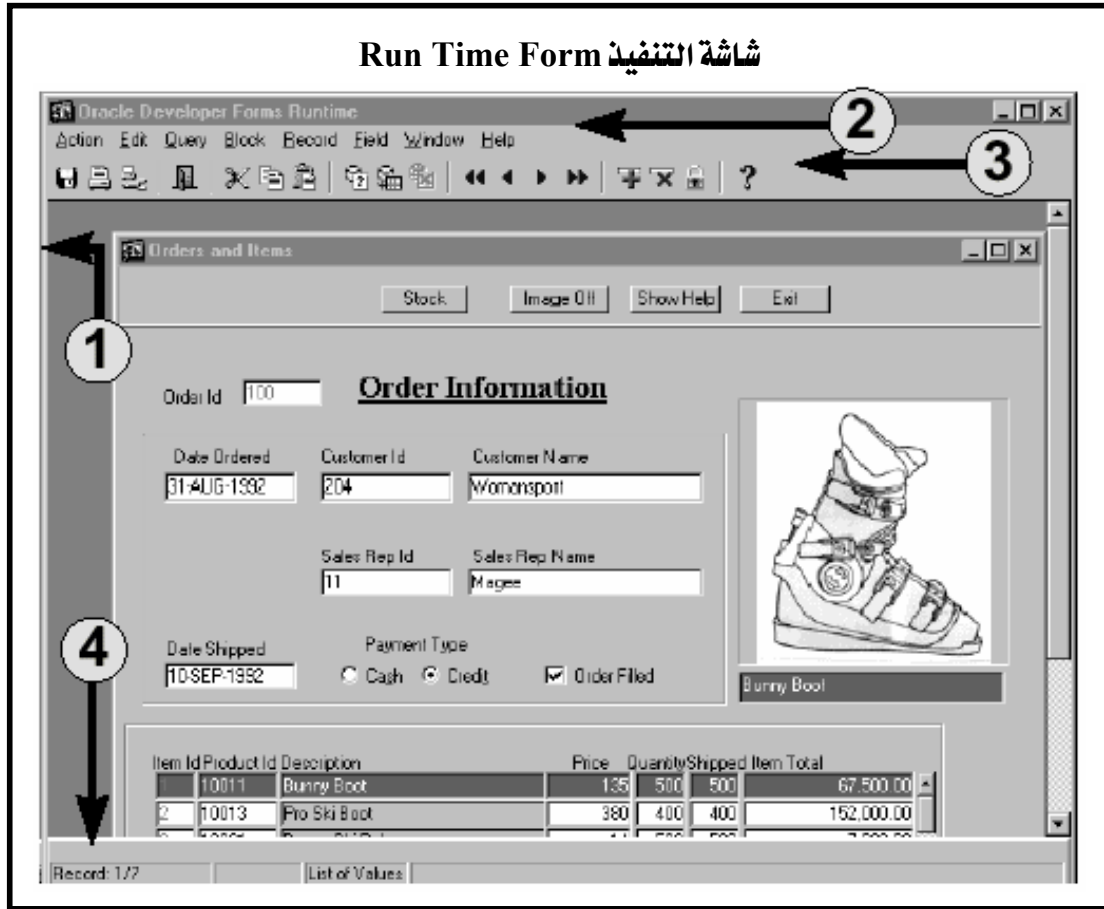 شاشة التنفيذ Run Time Form
Oracle Developer Forms Runtime
Action Edit Query Block Record Field Window Help
2
3
?
Orders and Items
Stock Image Off Show Help Exit
1
Order Id 100 Order Information
Date Ordered Customer Id Customer Name
31-AUG-1992 204 Womansport
Sales Rep Id Sales Rep Name
11 Magee
4
Date Shipped Payment Type
10-SEP-1992 Cash Credit Order Filled
Bunny Boot
Item Id Product Id Description Price Quantity Shipped Item Total
1 10011 Bunny Boot 135 500 500 67,500.00
2 10013 Pro Ski Boot 380 400 400 152,000.00
Record: 1/7 List of Values